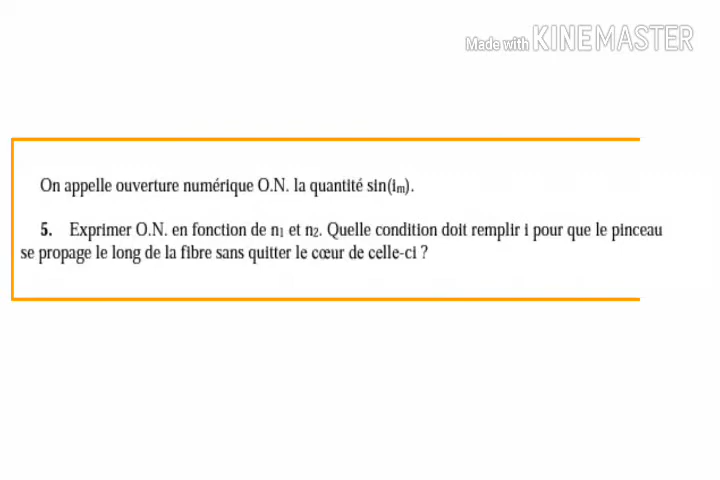 Made with KINEMASTER
On appelle ouverture numérique O.N. la quantité sin(im).
5. Exprimer O.N. en fonction de n1 et n2. Quelle condition doit remplir i pour que le pinceau
se propage le long de la fibre sans quitter le cœur de celle-ci ?